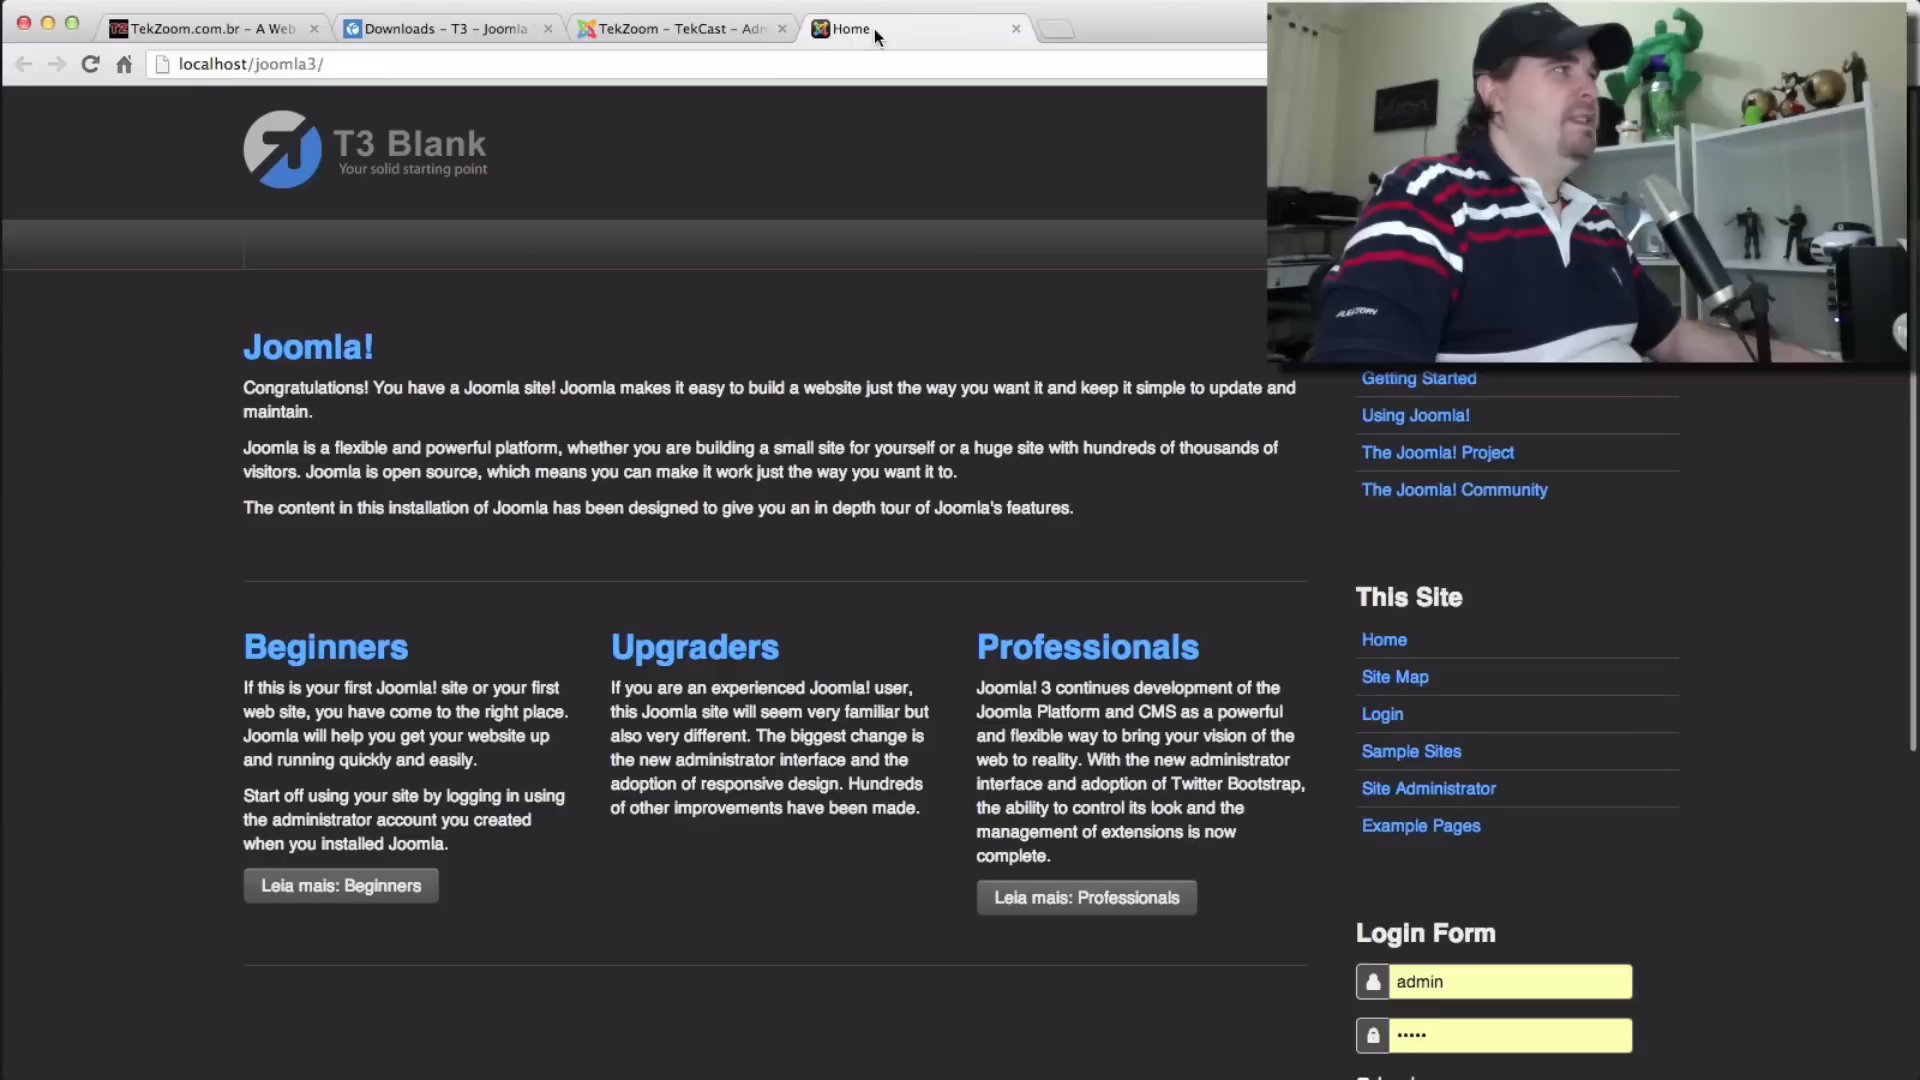 TekZoom.com.br - A Web
Downloads - T3 - Joomla
TekZoom - TekCast - Adm
Home
localhost/joomla3/
T3 Blank
Your solid starting point
Joomla!
Congratulations! You have a Joomla site! Joomla makes it easy to build a website just the way you want it and keep it simple to update and
maintain.
Joomla is a flexible and powerful platform, whether you are building a small site for yourself or a huge site with hundreds of thousands of
visitors. Joomla is open source, which means you can make it work just the way you want it to.
The content in this installation of Joomla has been designed to give you an in depth tour of Joomla's features.
Beginners
If this is your first Joomla! site or your first
web site, you have come to the right place.
Joomla will help you get your website up
and running quickly and easily.
Start off using your site by logging in using
the administrator account you created
when you installed Joomla.
Leia mais: Beginners
Upgraders
If you are an experienced Joomla! user,
this Joomla site will seem very familiar but
also very different. The biggest change is
the new administrator interface and the
adoption of responsive design. Hundreds
of other improvements have been made.
Professionals
Joomla! 3 continues development of the
Joomla Platform and CMS as a powerful
and flexible way to bring your vision of the
web to reality. With the new administrator
interface and adoption of Twitter Bootstrap,
the ability to control its look and the
management of extensions is now
complete.
Leia mais: Professionals
Getting Started
Using Joomla!
The Joomla! Project
The Joomla! Community
This Site
Home
Site Map
Login
Sample Sites
Site Administrator
Example Pages
Login Form
admin
•••••